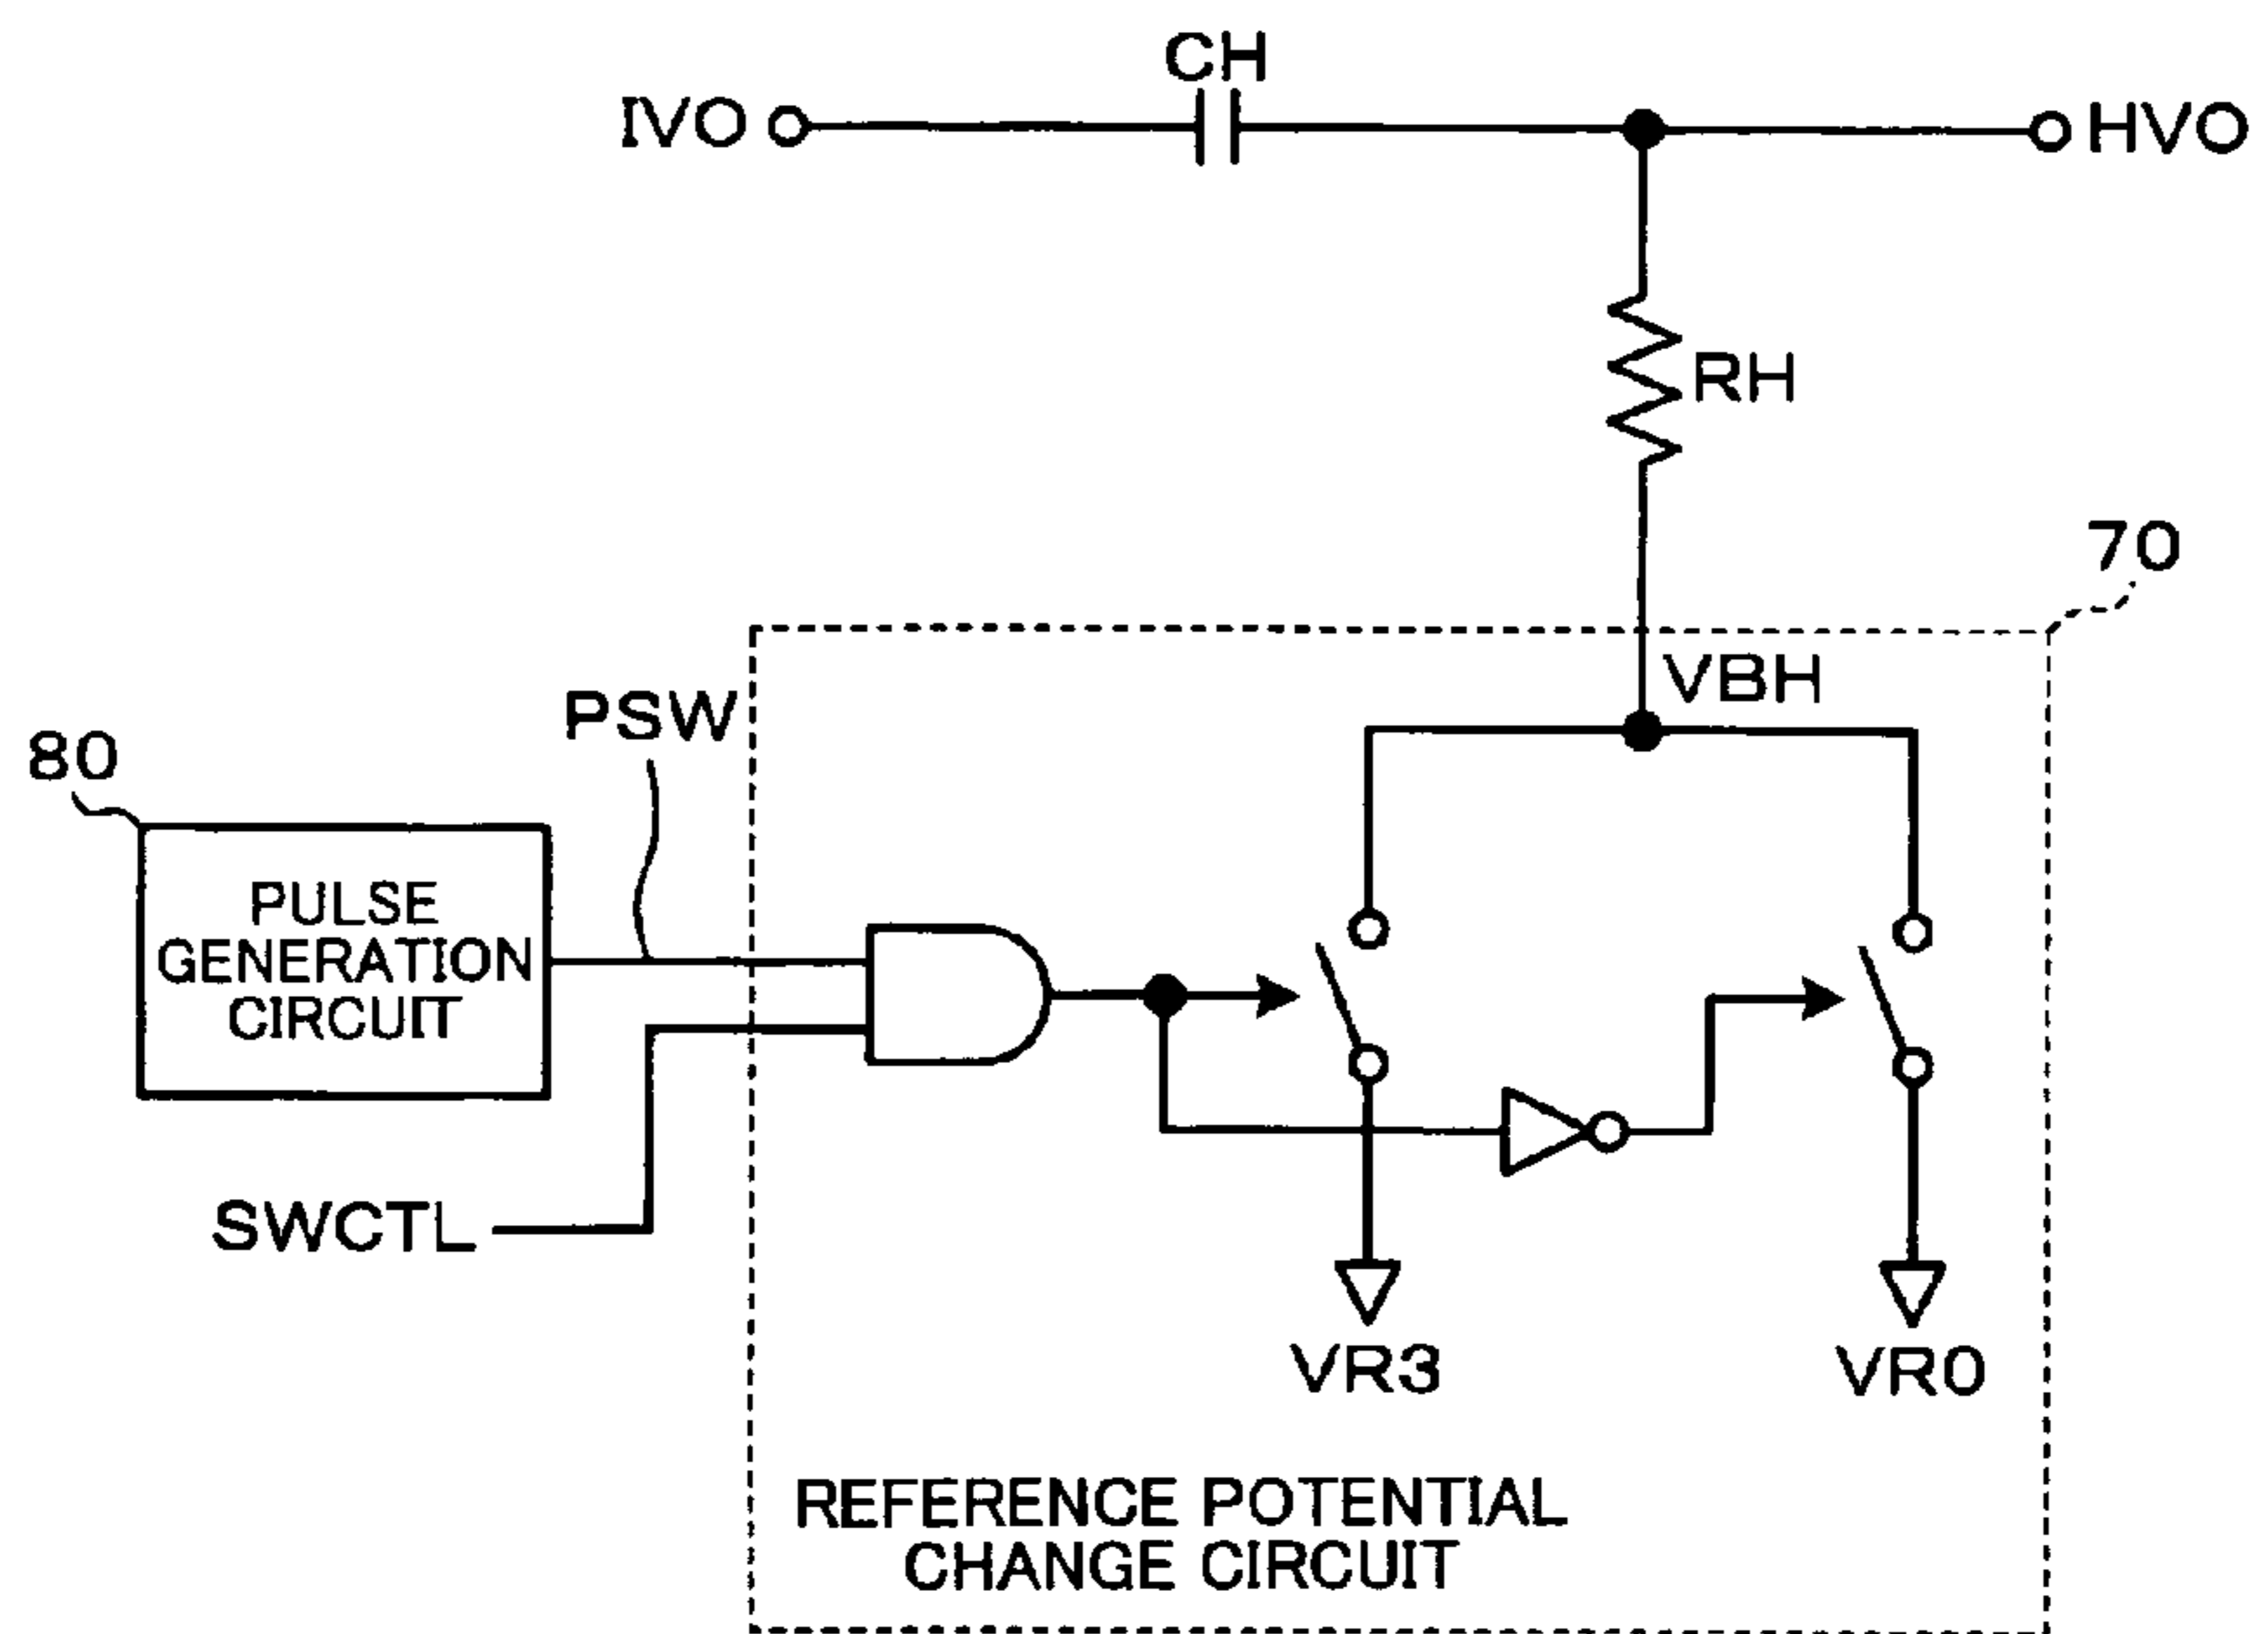 CH
IVO
HVO
RH
70
VBH
PSW
80
PULSE
GENERATION
CIRCUIT
SWCTL
VR3
VR0
REFERENCE POTENTIAL
CHANGE CIRCUIT